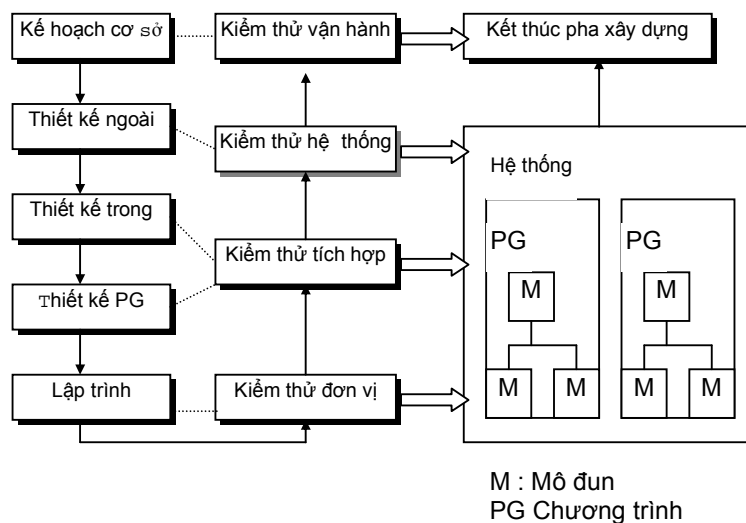 Kế hoạch cơ sở
Kiểm thử vận hành
Kết thúc pha xây dựng
Thiết kế ngoài
Kiểm thử hệ thống
Hệ thống
Thiết kế trong
Kiểm thử tích hợp
PG
PG
Thiết kế PG
M
M
Lập trình
Kiểm thử đơn vị
M
M
M
M
M : Mô đun
PG Chương trình